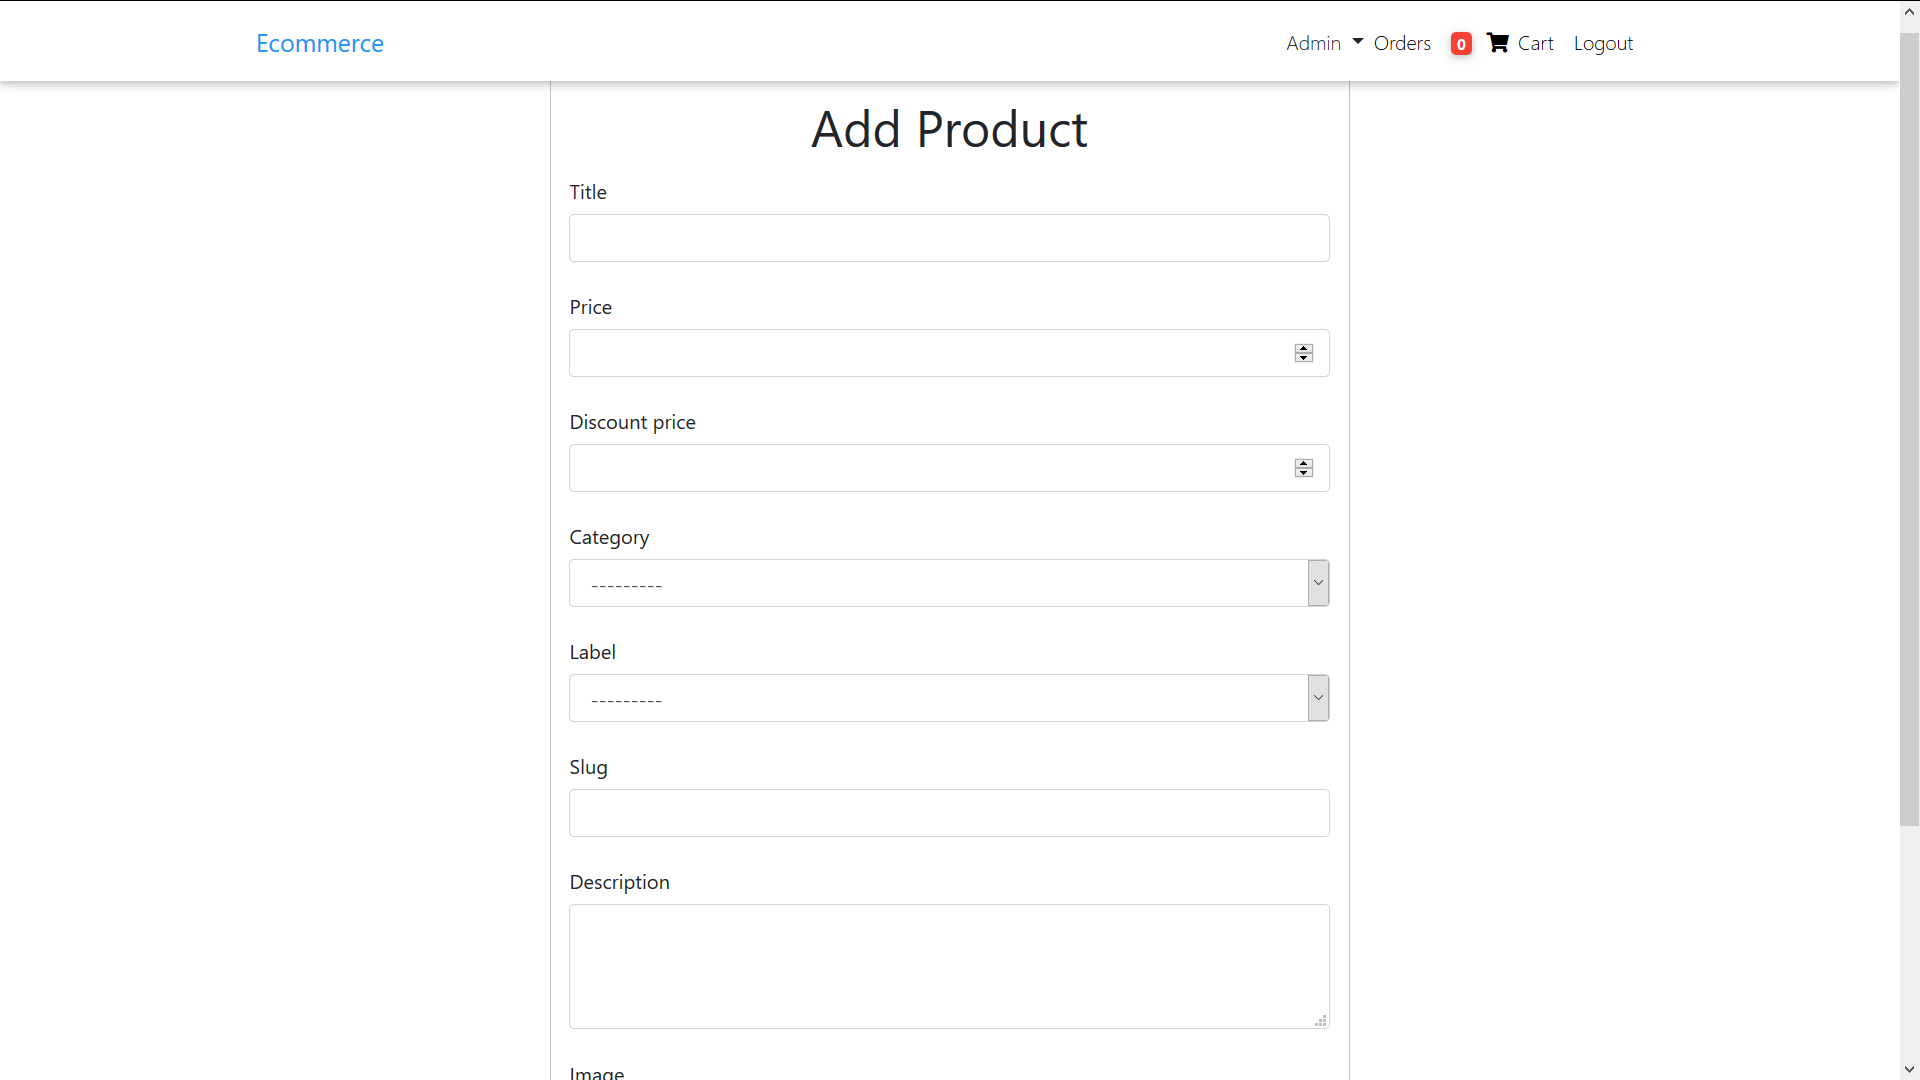 Ecommerce
Admin Orders 0 Cart Logout
Add Product
Title
Price
Discount price
Category
---------
Label
---------
Slug
Description
Image